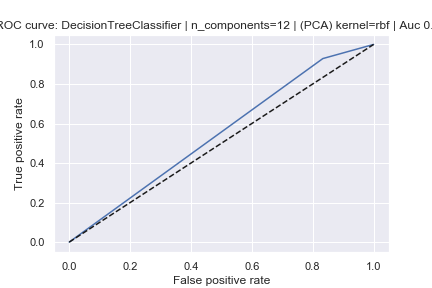 ROC curve: DecisionTreeClassifier | n_components=12 | (PCA) kernel=rbf | Auc 0.
1.0
0.8
0.6
0.4
0.2
0.0
True positive rate
0.0 0.2 0.4 0.6 0.8 1.0
False positive rate